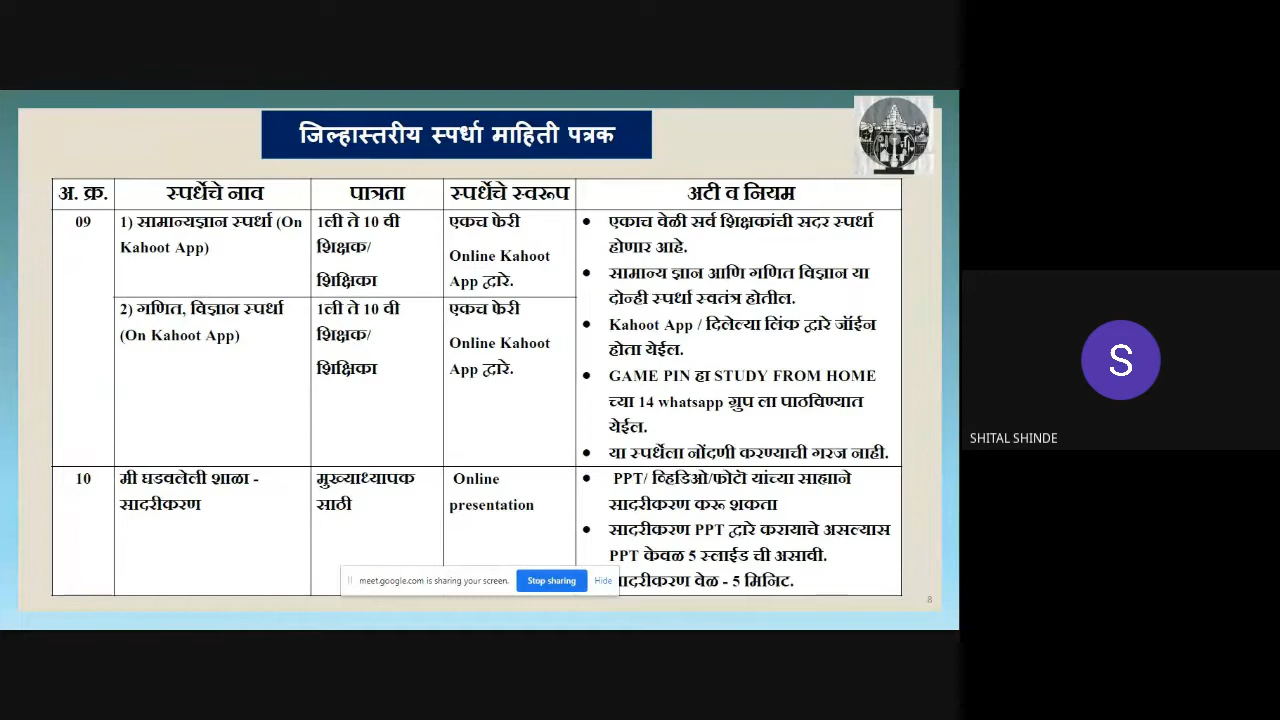 जिल्हास्तरीय स्पर्धा माहिती पत्रक
अ. क्र. स्पर्धेचे नाव पात्रता स्पर्धेचे स्वरूप अटी व नियम
09
1) सामान्यज्ञान स्पर्धा (On
Kahoot App)
1ली ते 10 वी
शिक्षक/
शिक्षिका
एकच फेरी
Online Kahoot
App द्वारे.
2) गणित, विज्ञान स्पर्धा
(On Kahoot App)
1ली ते 10 वी
शिक्षक/
शिक्षिका
एकच फेरी
Online Kahoot
App द्वारे.
● एकाच वेळी सर्व शिक्षकांची सदर स्पर्धा
होणार आहे.
● सामान्य ज्ञान आणि गणित विज्ञान या
दोन्ही स्पर्धा स्वतंत्र होतील.
● Kahoot App / दिलेल्या लिंक द्वारे जॉईन
होता येईल.
● GAME PIN हा STUDY FROM HOME
च्या 14 whatsapp ग्रुप ला पाठविण्यात
येईल.
● या स्पर्धेला नोंदणी करण्याची गरज नाही.
10
मी घडवलेली शाळा -
सादरीकरण
मुख्याध्यापक
साठी
Online
presentation
● PPT/ व्हिडिओ/फोटो यांच्या साह्याने
सादरीकरण करू शकता
● सादरीकरण PPT द्वारे करायाचे असल्यास
PPT केवळ 5 स्लाईड ची असावी.
सादरीकरण वेळ - 5 मिनिट.
meet.google.com is sharing your screen. Stop sharing Hide
8
S
SHITAL SHINDE